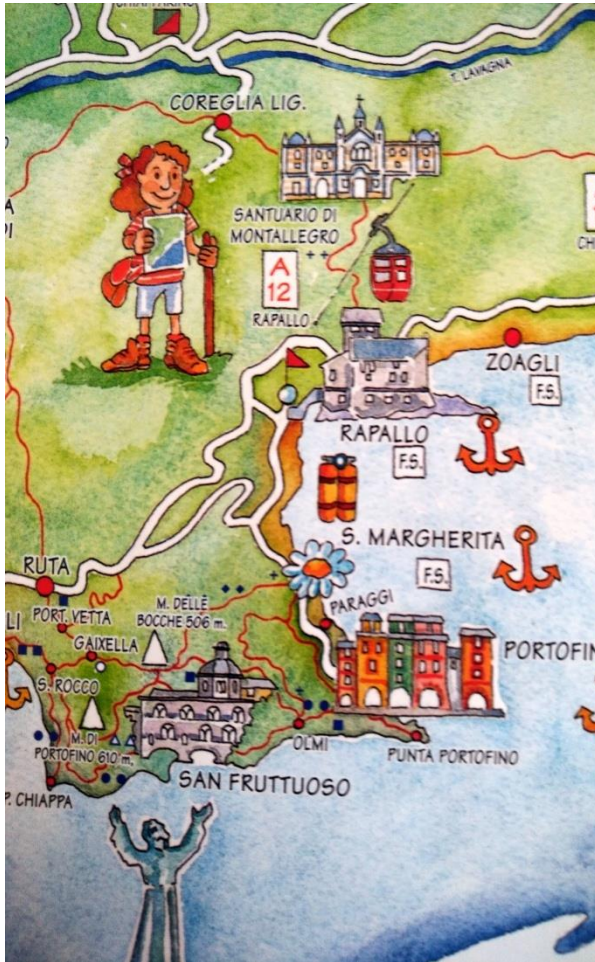 T. LAVAGNA
COREGLIA LIG.
SANTUARIO DI
MONTALLEGRO
A
12
RAPALLO
ZOAGLI
F.S.
RAPALLO
F.S.
S. MARGHERITA
F.S.
RUTA
M. DELLE
BOCCHE 506 m.
PARAGGI
PORT. VETTA
GAIXELLA
PORTOFIN
S. ROCCO
M. DI
PORTOFINO 610 m.
OLMI
PUNTA PORTOFINO
SAN FRUTTUOSO
P. CHIAPPA